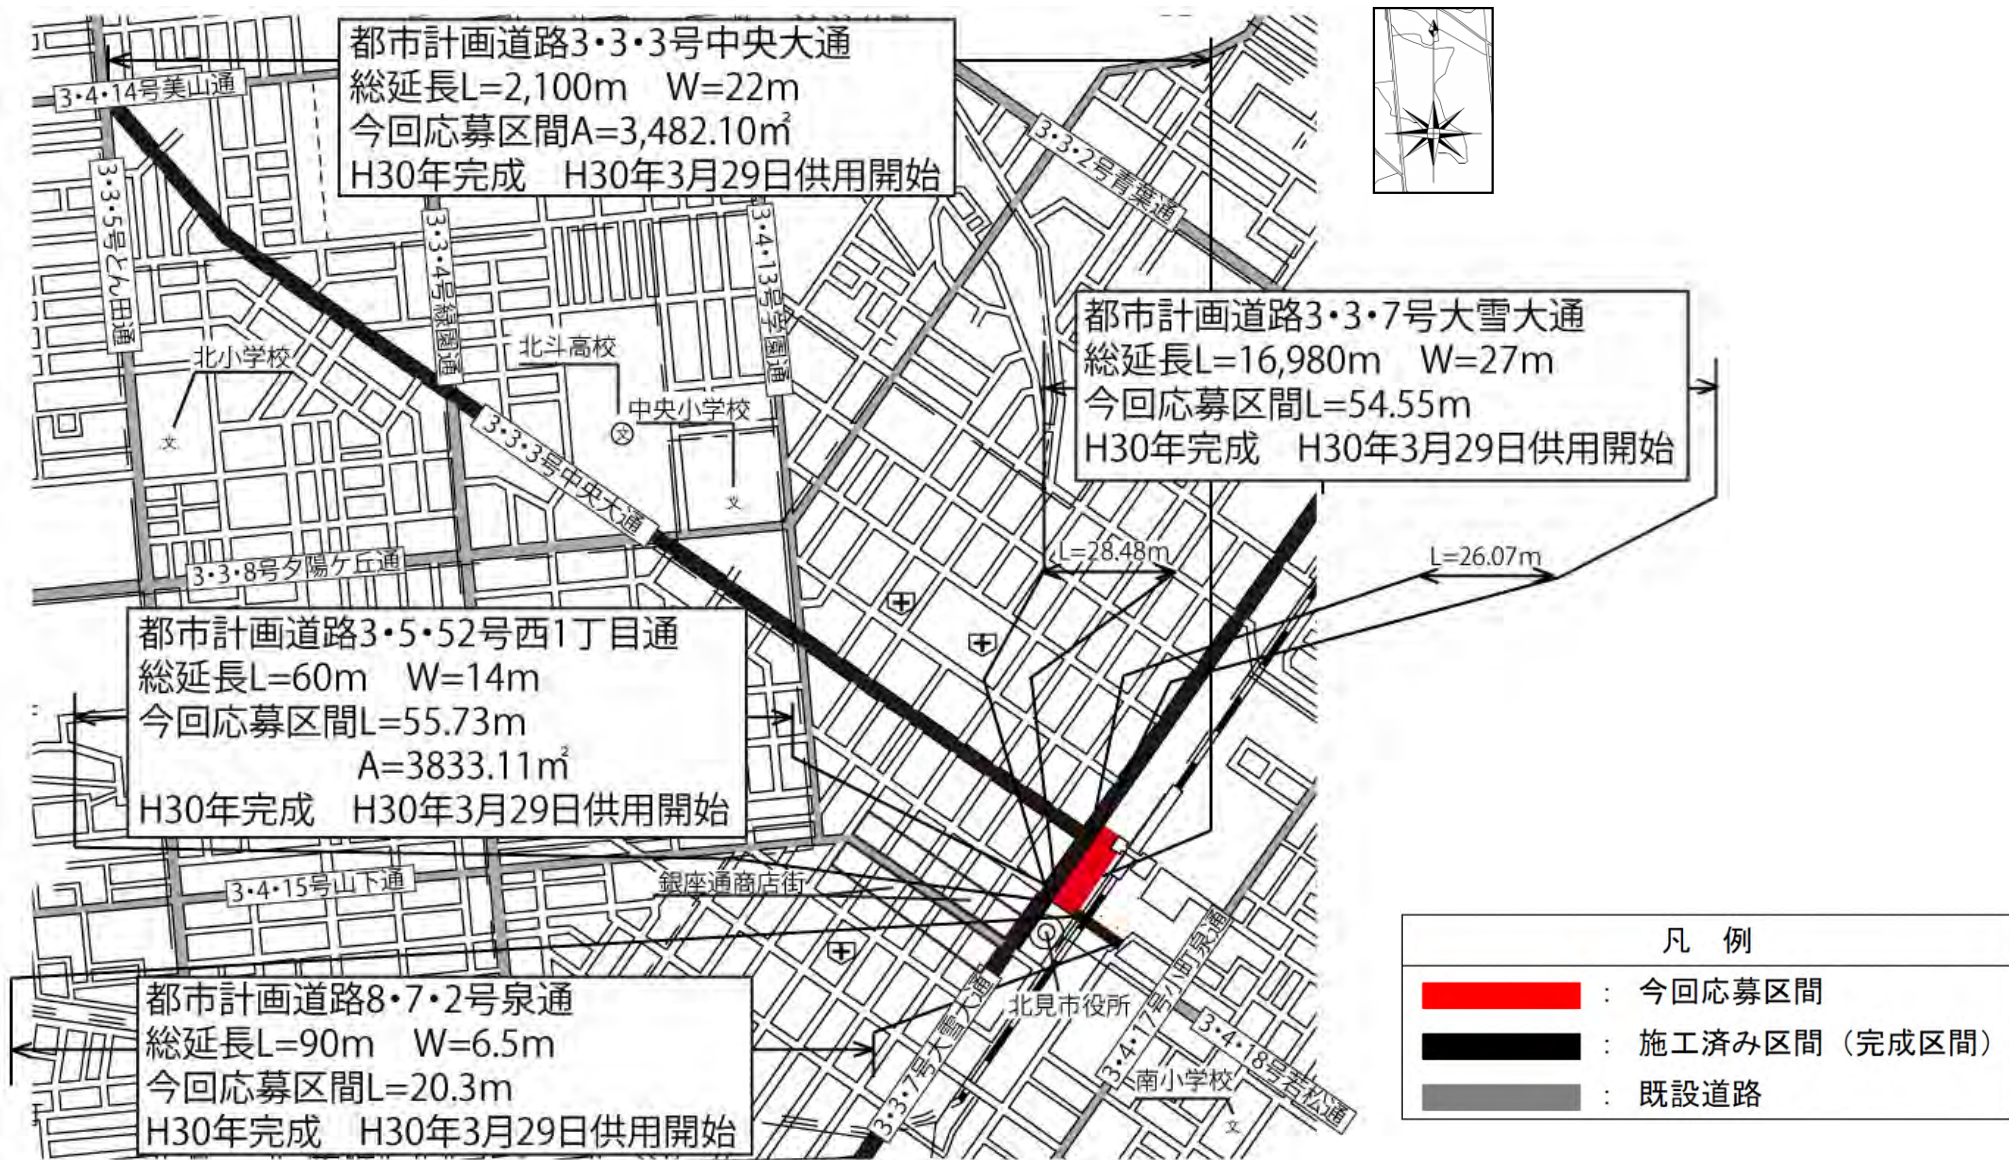 都市計画道路3・3・3号中央大通
総延長L=2,100m　W=22m
今回応募区間A=3,482.10㎡
H30年完成　H30年3月29日供用開始
3・4・14号美山通
3・3・2号青葉通
3・3・5号とん田通
3・3・4号緑園通
3・4・13号学園通
都市計画道路3・3・7号大雪大通
総延長L=16,980m　W=27m
今回応募区間L=54.55m
H30年完成　H30年3月29日供用開始
北小学校
文
北斗高校
文
中央小学校
文
3・3・3号中央大通
3・3・8号夕陽ケ丘通
L=28.48m
L=26.07m
都市計画道路3・5・52号西1丁目通
総延長L=60m　W=14m
今回応募区間L=55.73m
A=3833.11㎡
H30年完成　H30年3月29日供用開始
3・4・15号山下通
銀座通商店街
都市計画道路8・7・2号泉通
総延長L=90m　W=6.5m
今回応募区間L=20.3m
H30年完成　H30年3月29日供用開始
3・3・7号大雪大通
北見市役所
3・4・17号小町泉通
3・4・18号若松通
南小学校
文
凡　例
：今回応募区間
：施工済み区間（完成区間）
：既設道路